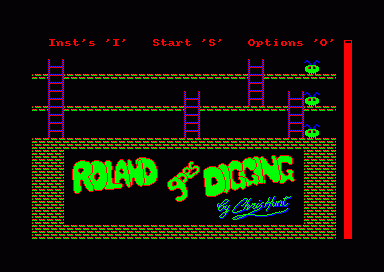 Inst's 'I' Start 'S' Options 'O'
ROLAND goes DIGGING
by Chris Hunt